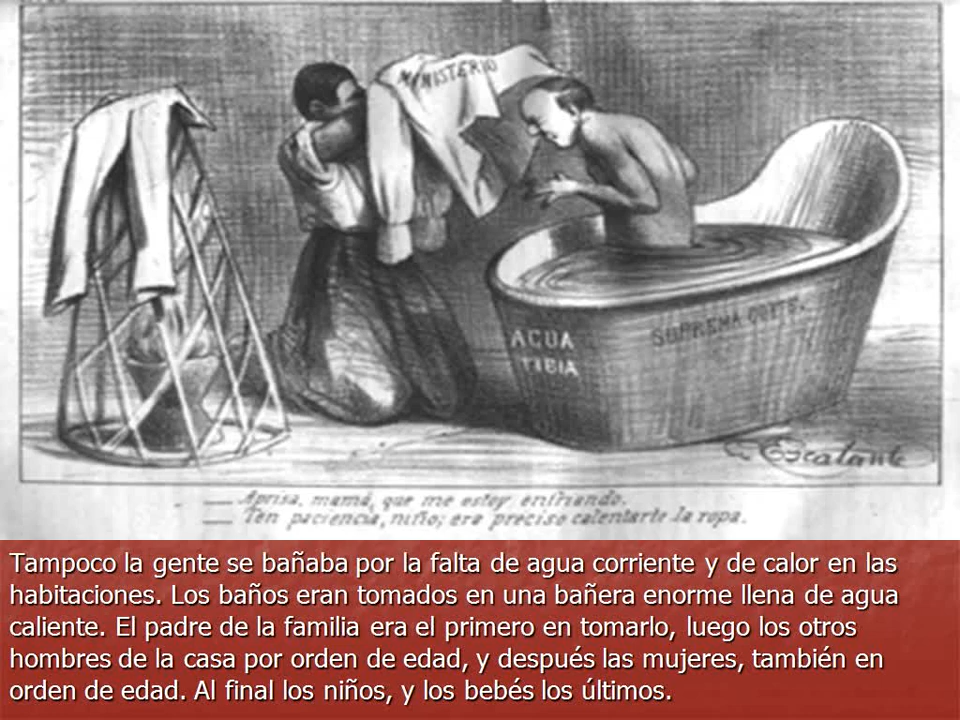 MINISTERIO
AGUA
TIBIA
SUPREMA CORTE.
Escalante
— Aprisa, mamá, que me estoy enfriando.
— Ten paciencia, niño; era preciso calentarte la ropa.
Tampoco la gente se bañaba por la falta de agua corriente y de calor en las
habitaciones. Los baños eran tomados en una bañera enorme llena de agua
caliente. El padre de la familia era el primero en tomarlo, luego los otros
hombres de la casa por orden de edad, y después las mujeres, también en
orden de edad. Al final los niños, y los bebés los últimos.